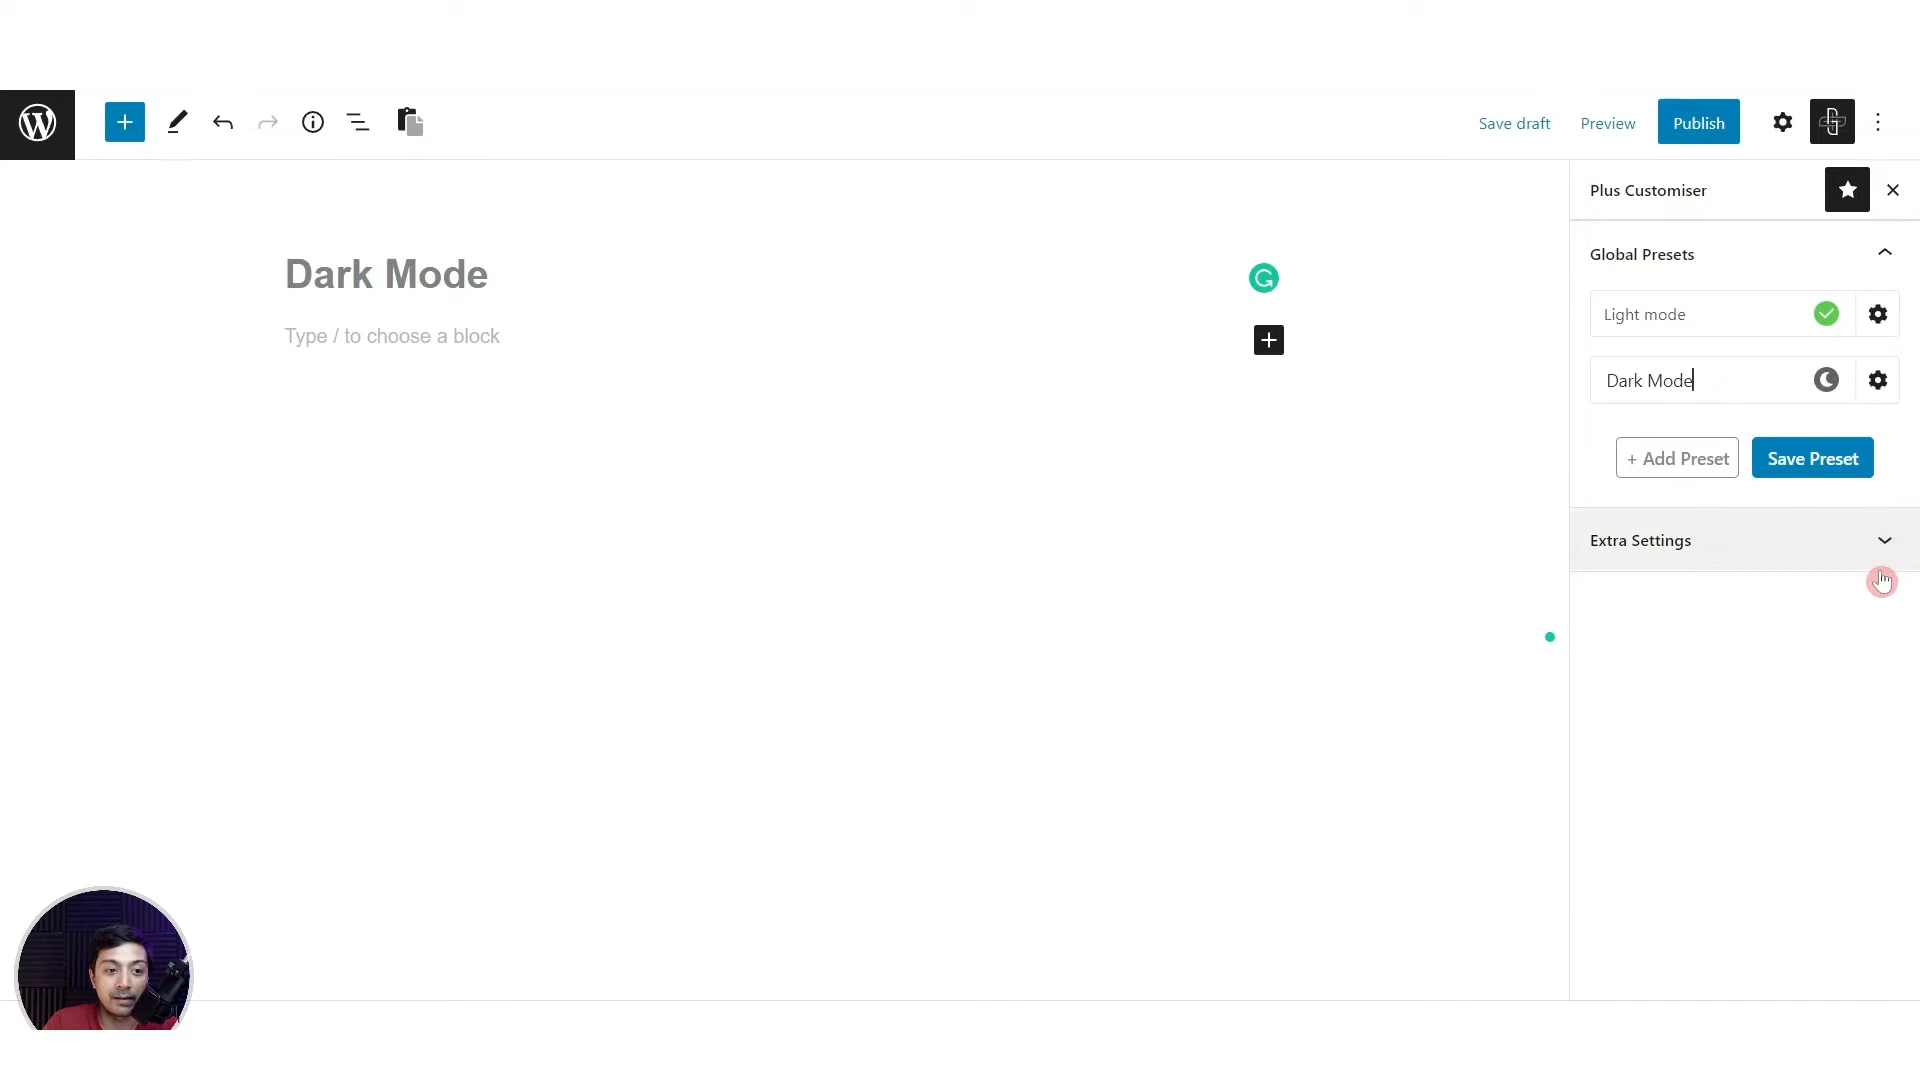 Save draft
Preview
Publish
Plus Customiser
Global Presets
Light mode
Dark Mode
+ Add Preset
Save Preset
Extra Settings
Dark Mode
Type / to choose a block